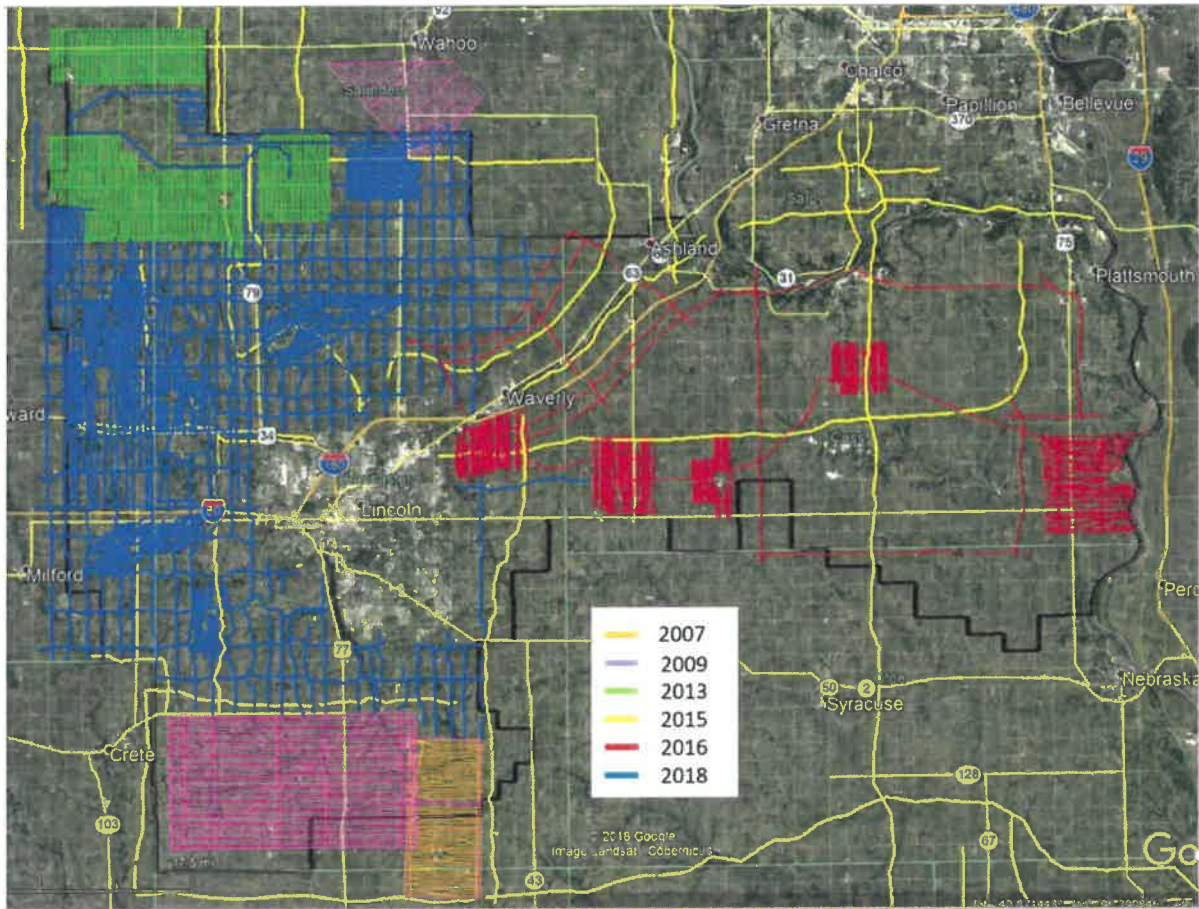 92
Wahoo
Chalco
Papillion
Bellevue
370
Gretna
29
Ashland
63
31
75
Plattsmouth
79
Waverly
34
Lincoln
Milford
77
2007
2009
2013
2015
2016
2018
50
2
Syracuse
Nebraska
Crete
128
103
67
43
2018 Google
Image Landsat / Copernicus
Go